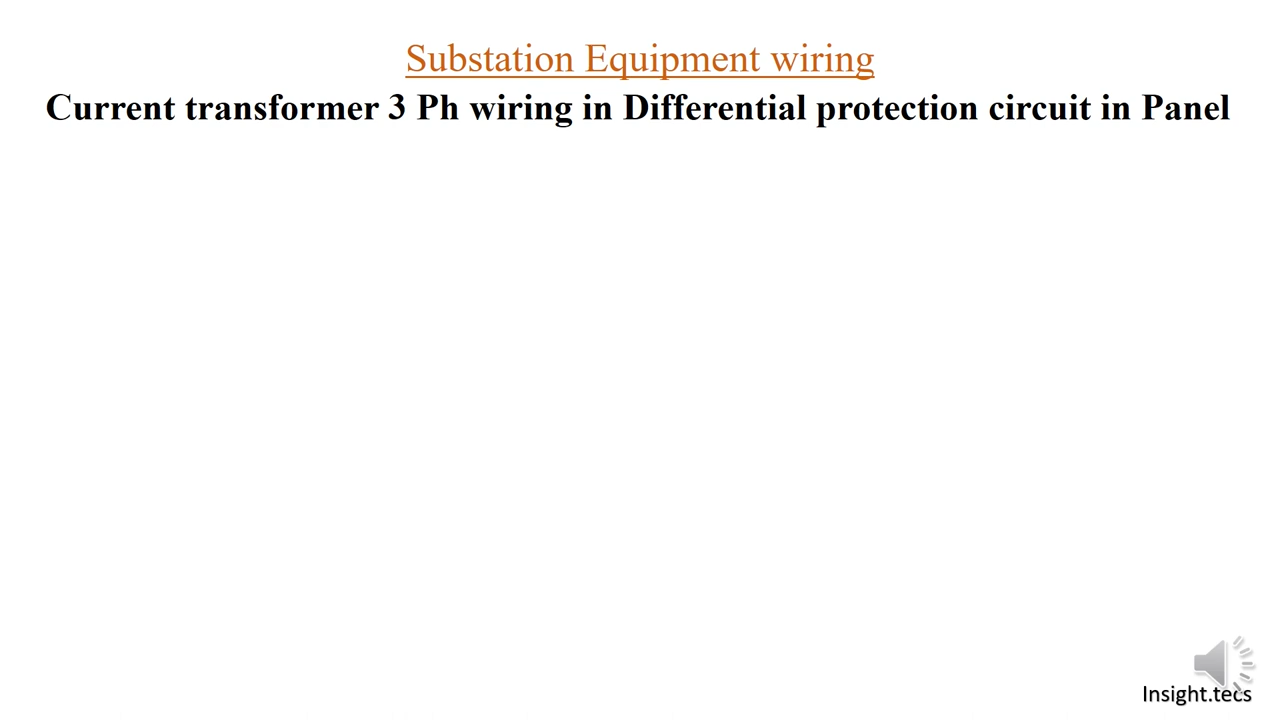 Substation Equipment wiring
Current transformer 3 Ph wiring in Differential protection circuit in Panel
Insight.tecs